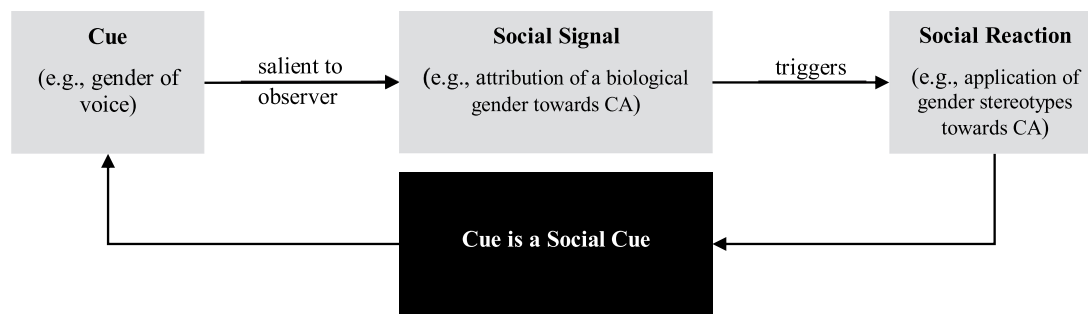 Cue
(e.g., gender of
voice)
salient to
observer
Social Signal
(e.g., attribution of a biological
gender towards CA)
triggers
Social Reaction
(e.g., application of
gender stereotypes
towards CA)
Cue is a Social Cue